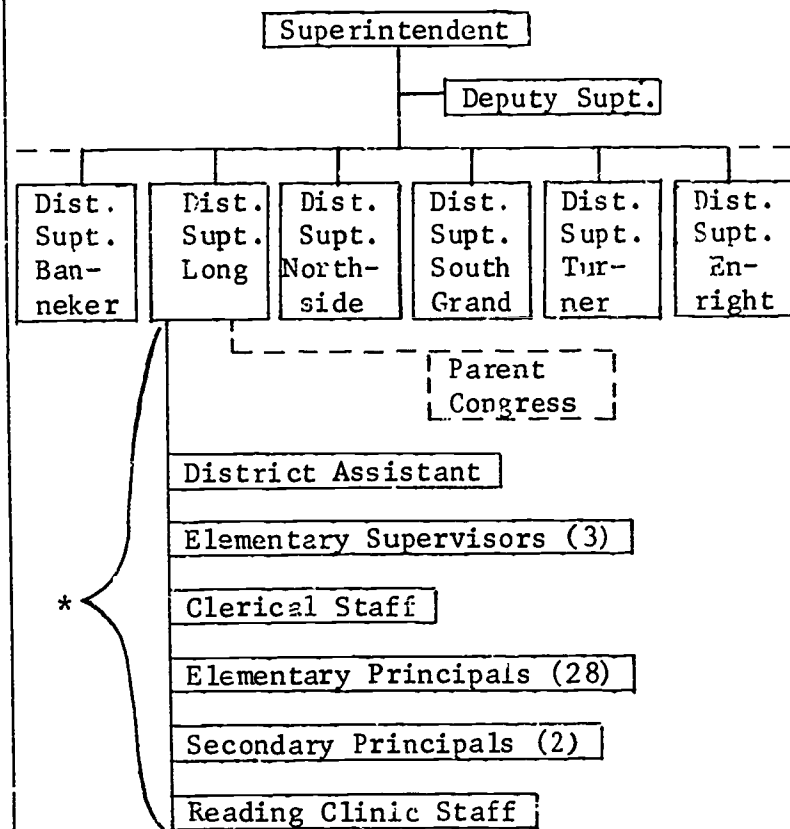 Superintendent
Deputy Supt.
Dist. Supt. Ban- neker
Dist. Supt. Long
Dist. Supt. North- side
Dist. Supt. South Grand
Dist. Supt. Tur- ner
Dist. Supt. En- right
Parent
Congress
District Assistant
Elementary Supervisors (3)
*
Clerical Staff
Elementary Principals (28)
Secondary Principals (2)
Reading Clinic Staff